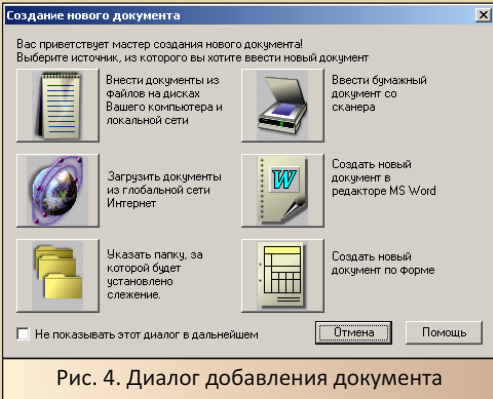 Создание нового документа
Вас приветствует мастер создания нового документа!
Выберите источник, из которого вы хотите ввести новый документ
Внести документы из
файлов на дисках
Вашего компьютера и
локальной сети
Ввести бумажный
документ со
сканера
Загрузить документы
из глобальной сети
Интернет
W
Создать новый
документ в
редакторе MS Word
Указать папку, за
которой будет
установлено
слежение.
Создать новый
документ по форме
Не показывать этот диалог в дальнейшем
Отмена
Помощь
Рис. 4. Диалог добавления документа